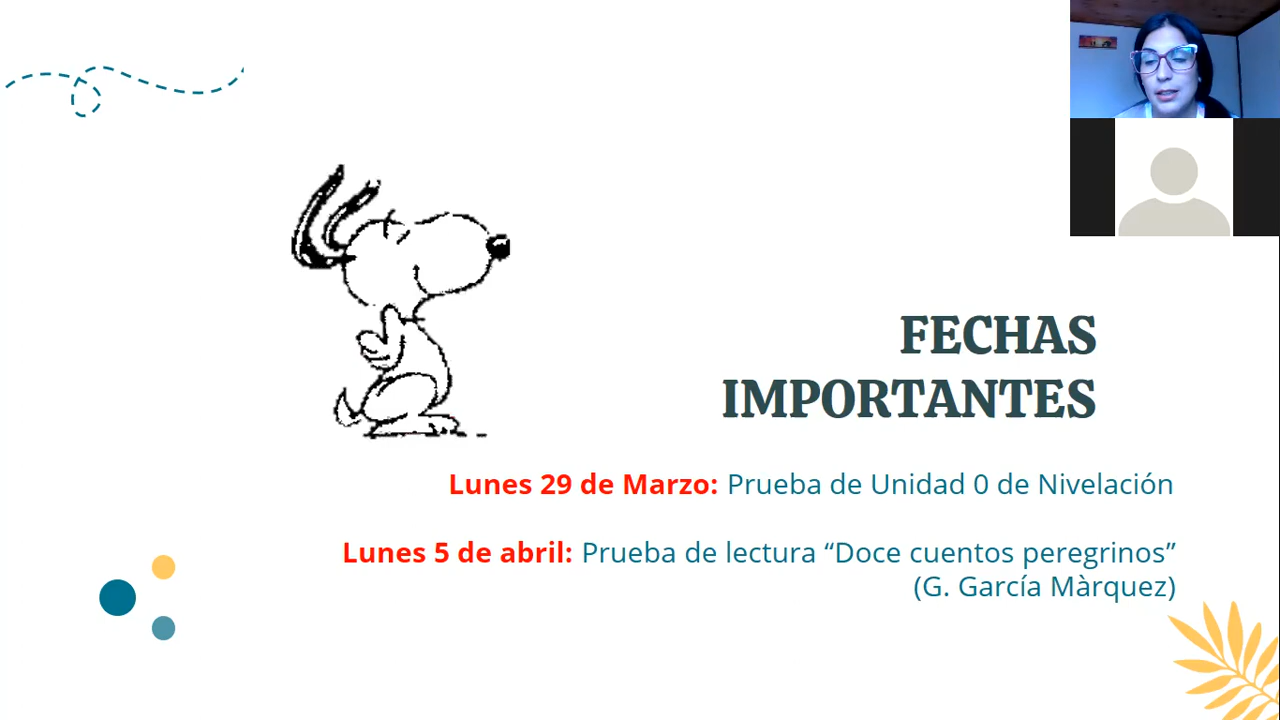 FECHAS
IMPORTANTES
Lunes 29 de Marzo: Prueba de Unidad 0 de Nivelación
Lunes 5 de abril: Prueba de lectura “Doce cuentos peregrinos”
(G. García Màrquez)